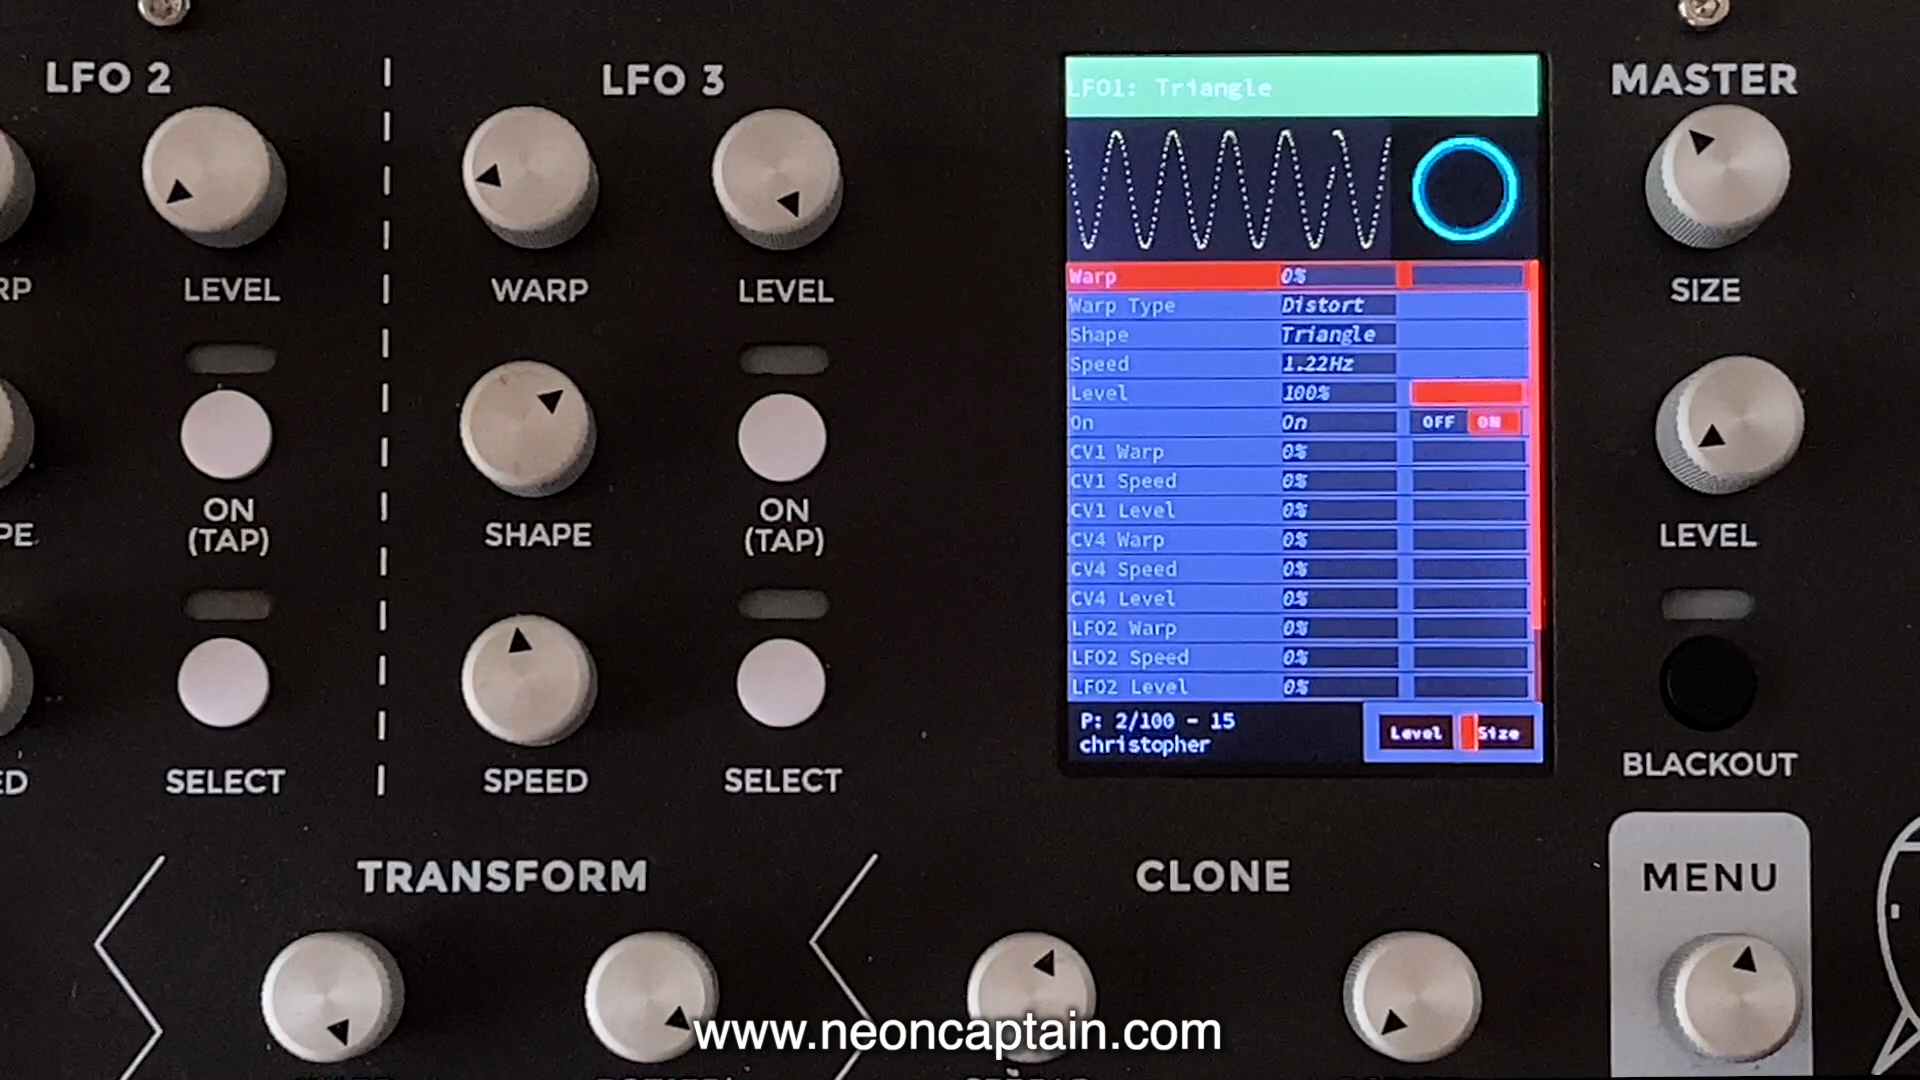 LFO 2
LFO 3
MASTER
LFO1: Triangle
RP
LEVEL
WARP
LEVEL
SIZE
Warp 0%
Warp Type Distort
Shape Triangle
Speed 1.22Hz
Level 100%
On On OFF ON
CV1 Warp 0%
CV1 Speed 0%
CV1 Level 0%
CV4 Warp 0%
CV4 Speed 0%
CV4 Level 0%
LFO2 Warp 0%
LFO2 Speed 0%
LFO2 Level 0%
P: 2/100 - 15
christopher
Level Size
PE
ON
(TAP)
SHAPE
ON
(TAP)
LEVEL
ED
SELECT
SPEED
SELECT
BLACKOUT
TRANSFORM
CLONE
MENU
www.neoncaptain.com